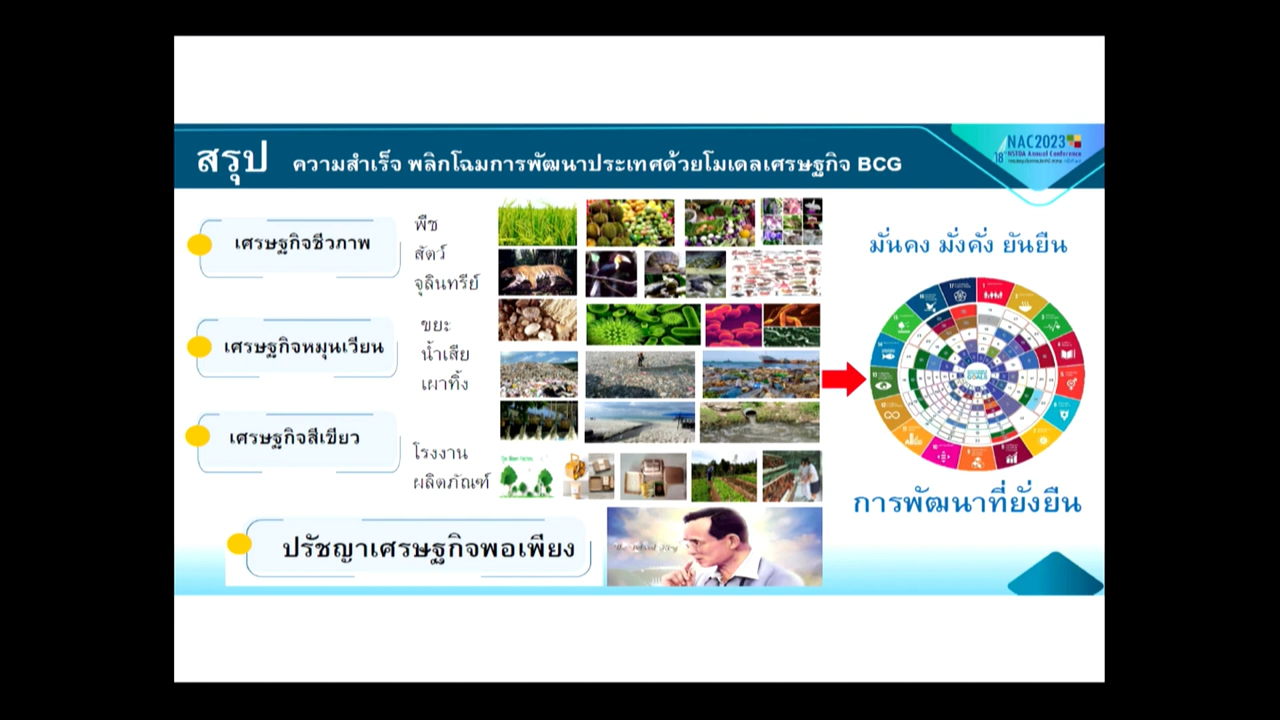 สรุป ความสำเร็จ พลิกโฉมการพัฒนาประเทศด้วยโมเดลเศรษฐกิจ BCG
NAC2023
NSTDA Annual Conference
เศรษฐกิจชีวภาพ
พืช
สัตว์
จุลินทรีย์
เศรษฐกิจหมุนเวียน
ขยะ
น้ำเสีย
เผาทิ้ง
เศรษฐกิจสีเขียว
โรงงาน
ผลิตภัณฑ์
ปรัชญาเศรษฐกิจพอเพียง
มั่นคง มั่งคั่ง ยันยืน
GOALS
การพัฒนาที่ยั่งยืน